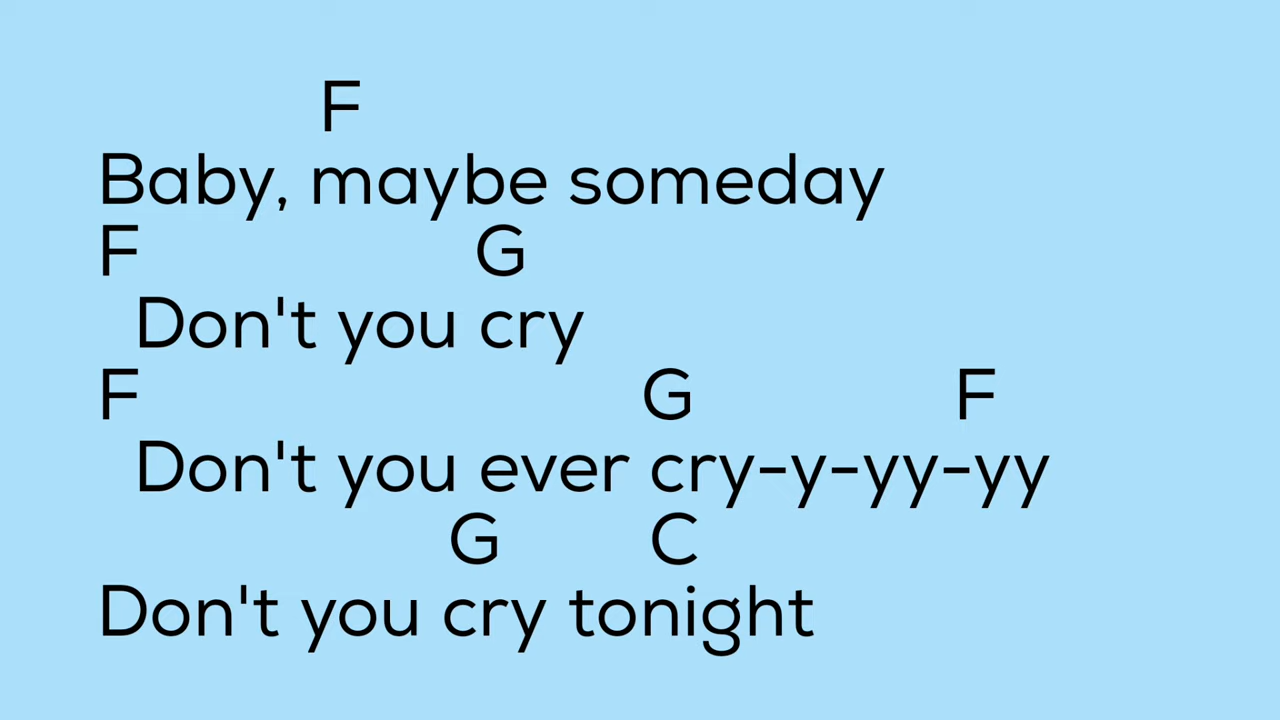 F
Baby, maybe someday
F G
Don't you cry
F G F
Don't you ever cry-y-yy-yy
G C
Don't you cry tonight